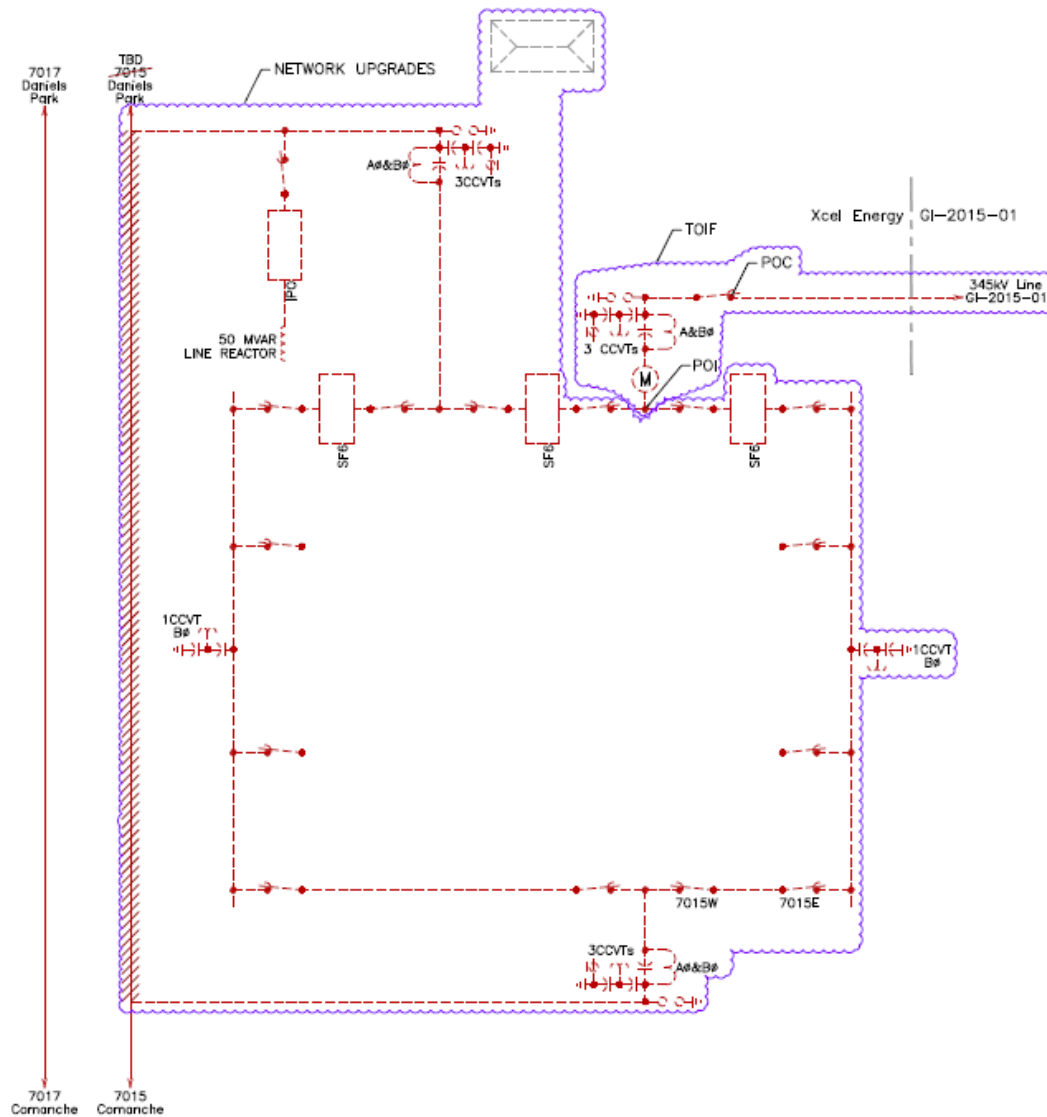 7017
Daniels
Park
TBD
7015
Daniels
Park
NETWORK UPGRADES
AØ&BØ
3CCVTs
IPO
50 MVAR
LINE REACTOR
Xcel Energy
GI-2015-01
TOIF
POC
345kV Line
GI-2015-01
A&BØ
3 CCVTs
M
POI
SF6
SF6
SF6
1CCVT
BØ
1CCVT
BØ
7015W
7015E
3CCVTs
AØ&BØ
7017
Comanche
7015
Comanche